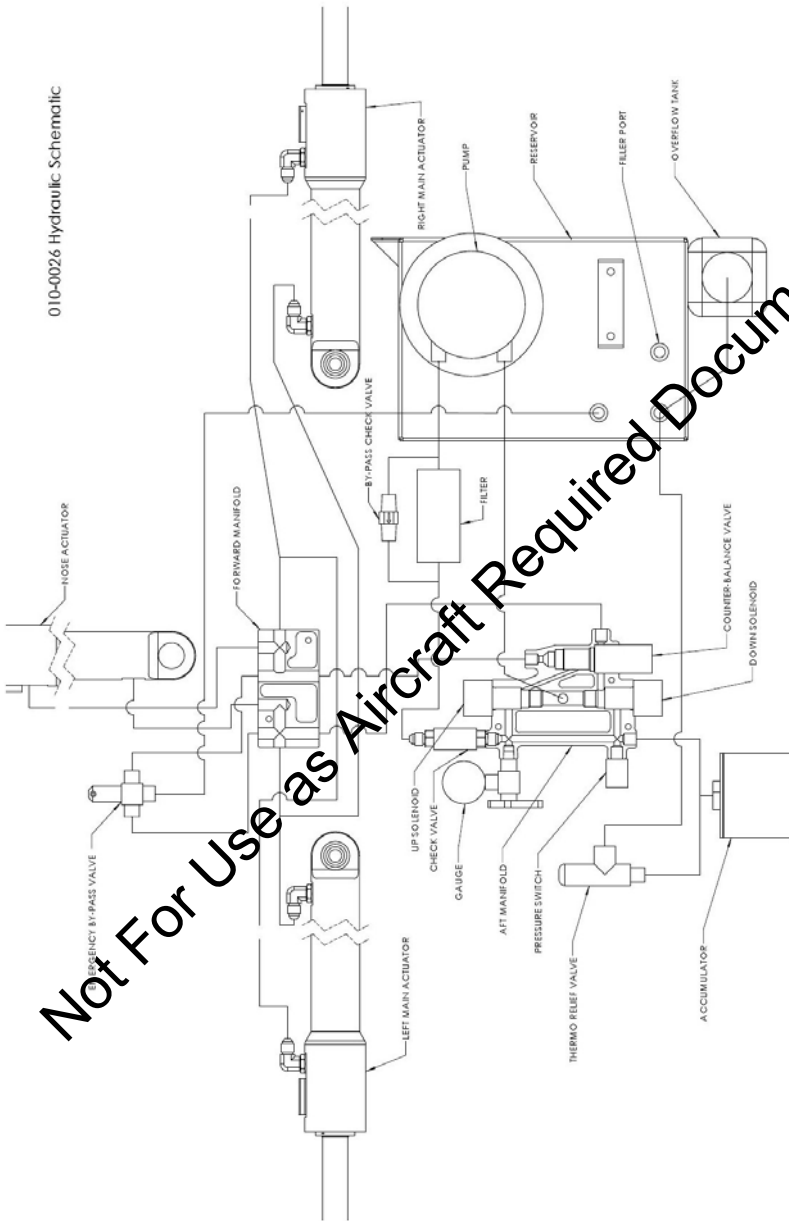 010-0026 Hydraulic Schematic
NOSE ACTUATOR
FORWARD MANIFOLD
EMERGENCY BY-PASS VALVE
RIGHT MAIN ACTUATOR
PUMP
RESERVOIR
FILLER PORT
OVERFLOW TANK
BY-PASS CHECK VALVE
FILTER
LEFT MAIN ACTUATOR
UP SOLENOID
CHECK VALVE
GAUGE
AFT MANIFOLD
PRESSURE SWITCH
THERMO RELIEF VALVE
ACCUMULATOR
COUNTER-BALANCE VALVE
DOWN SOLENOID
Not For Use as Aircraft Required Docum